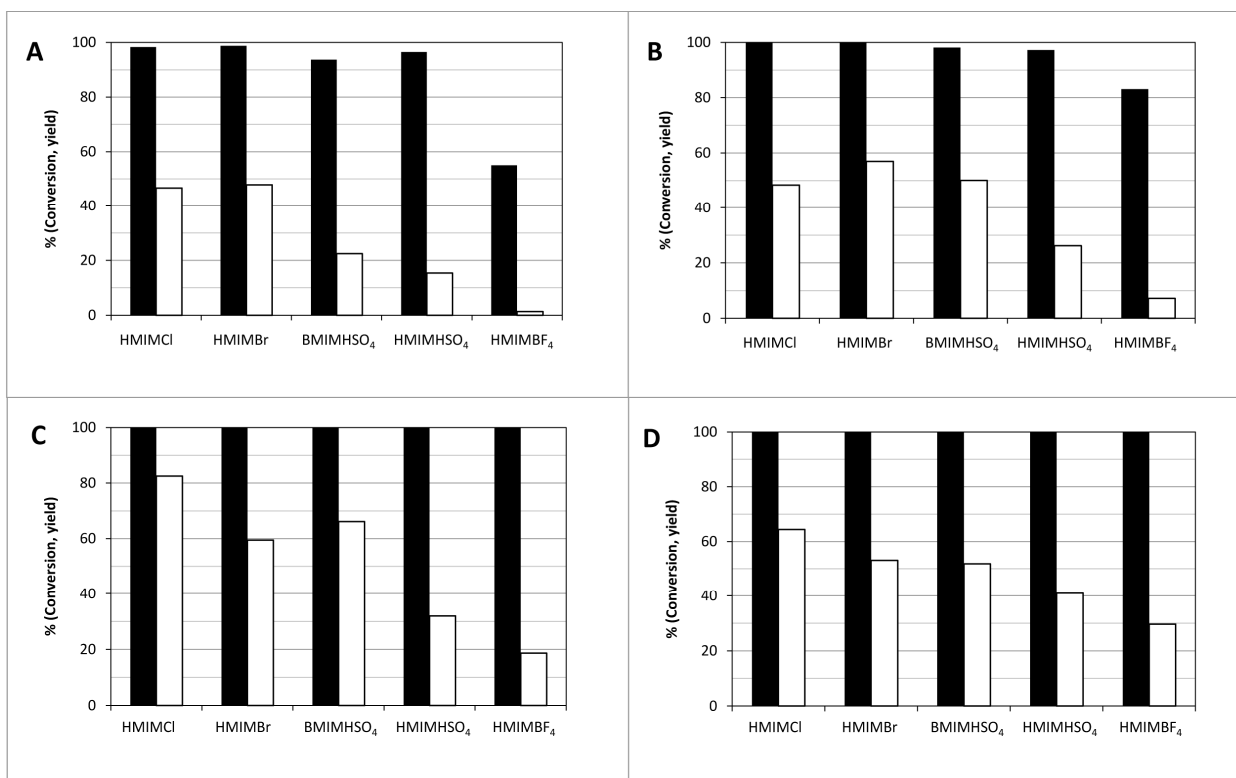 A
% (Conversion, yield)
100
80
60
40
20
0
HMIMCl HMIMBr BMIMHSO₄ HMIMHSO₄ HMIMBF₄
B
% (Conversion, yield)
100
80
60
40
20
0
HMIMCl HMIMBr BMIMHSO₄ HMIMHSO₄ HMIMBF₄
C
% (Conversion, yield)
100
80
60
40
20
0
HMIMCl HMIMBr BMIMHSO₄ HMIMHSO₄ HMIMBF₄
D
% (Conversion, yield)
100
80
60
40
20
0
HMIMCl HMIMBr BMIMHSO₄ HMIMHSO₄ HMIMBF₄